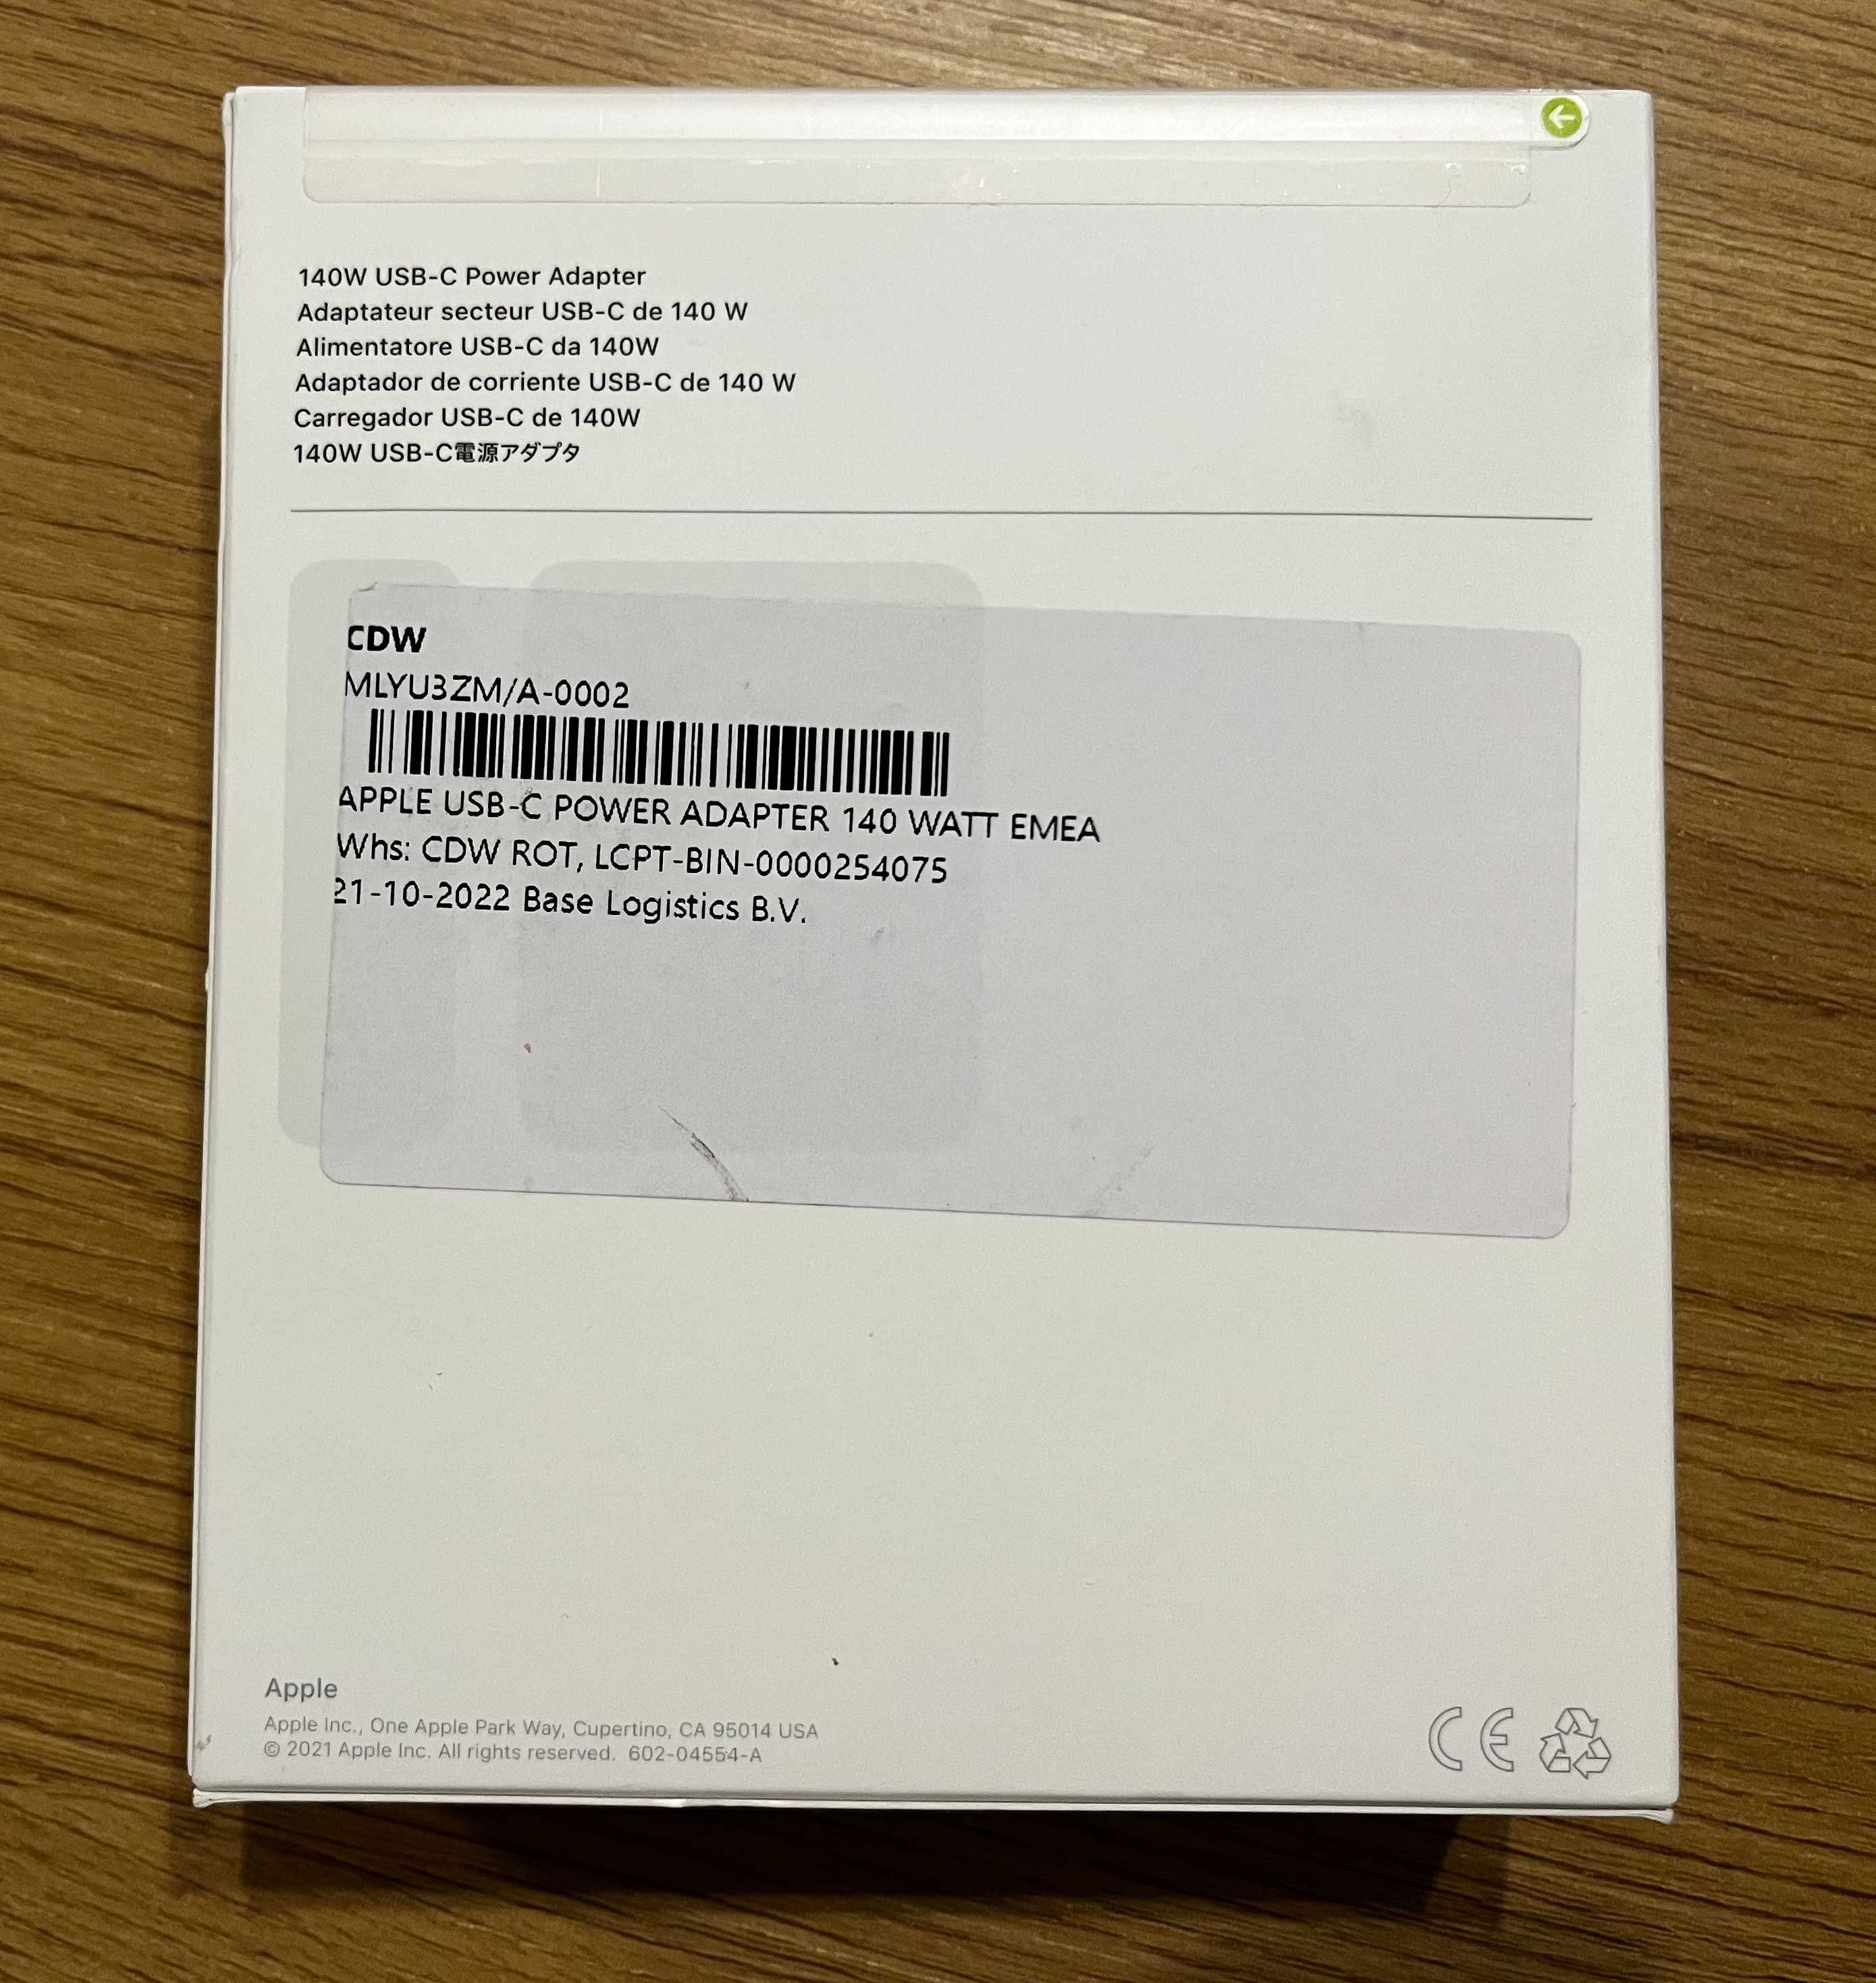 140W USB-C Power Adapter
Adaptateur secteur USB-C de 140 W
Alimentatore USB-C da 140W
Adaptador de corriente USB-C de 140 W
Carregador USB-C de 140W
140W USB-C電源アダプタ
CDW
MLYU3ZM/A-0002
APPLE USB-C POWER ADAPTER 140 WATT EMEA
Whs: CDW ROT, LCPT-BIN-0000254075
21-10-2022 Base Logistics B.V.
Apple
Apple Inc., One Apple Park Way, Cupertino, CA 95014 USA
© 2021 Apple Inc. All rights reserved. 602-04554-A
CE